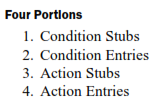 Four Portions
1. Condition Stubs
2. Condition Entries
3. Action Stubs
4. Action Entries